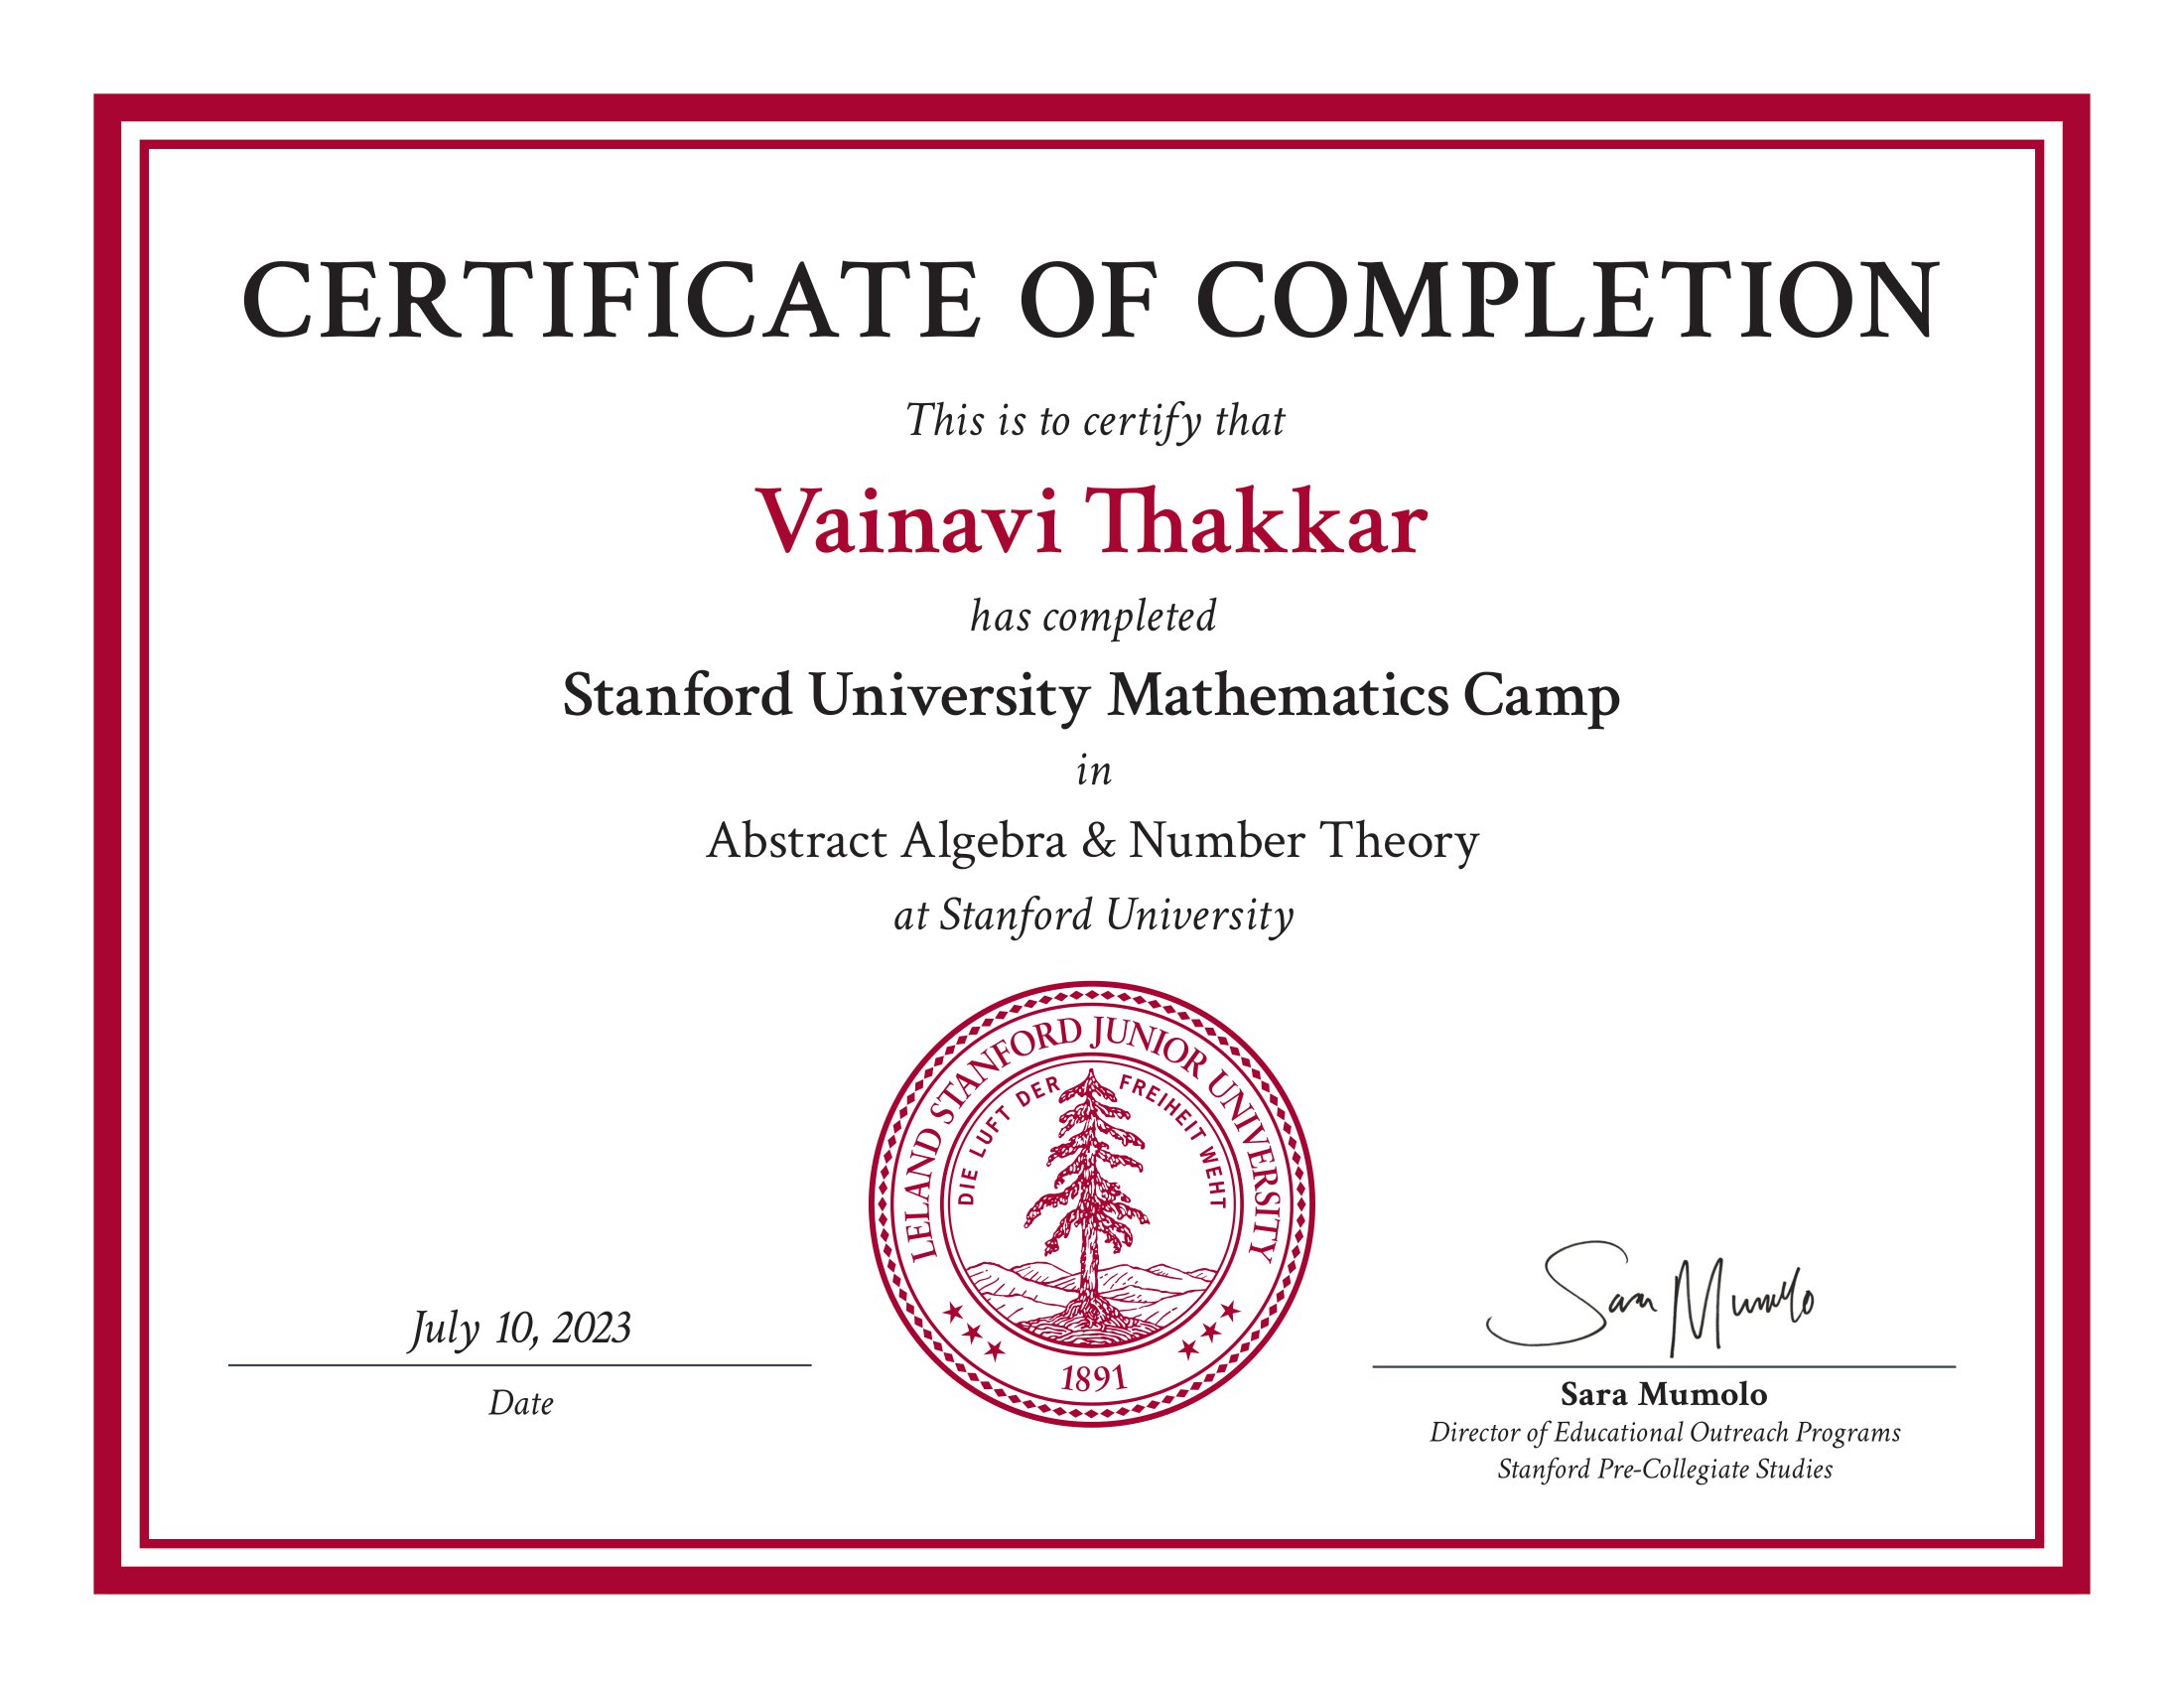 CERTIFICATE OF COMPLETION
This is to certify that
Vainavi Thakkar
has completed
Stanford University Mathematics Camp
in
Abstract Algebra & Number Theory
at Stanford University
LELAND STANFORD JUNIOR UNIVERSITY
DIE LUFT DER FREIHEIT WEHT
1891
July 10, 2023
Date
Sara Mumolo
Sara Mumolo
Director of Educational Outreach Programs
Stanford Pre-Collegiate Studies